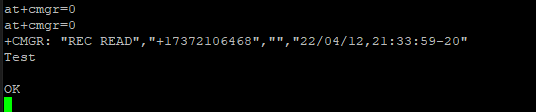 at+cmgr=0
at+cmgr=0
+CMGR: "REC READ","+17372106468","","22/04/12,21:33:59-20"
Test
OK